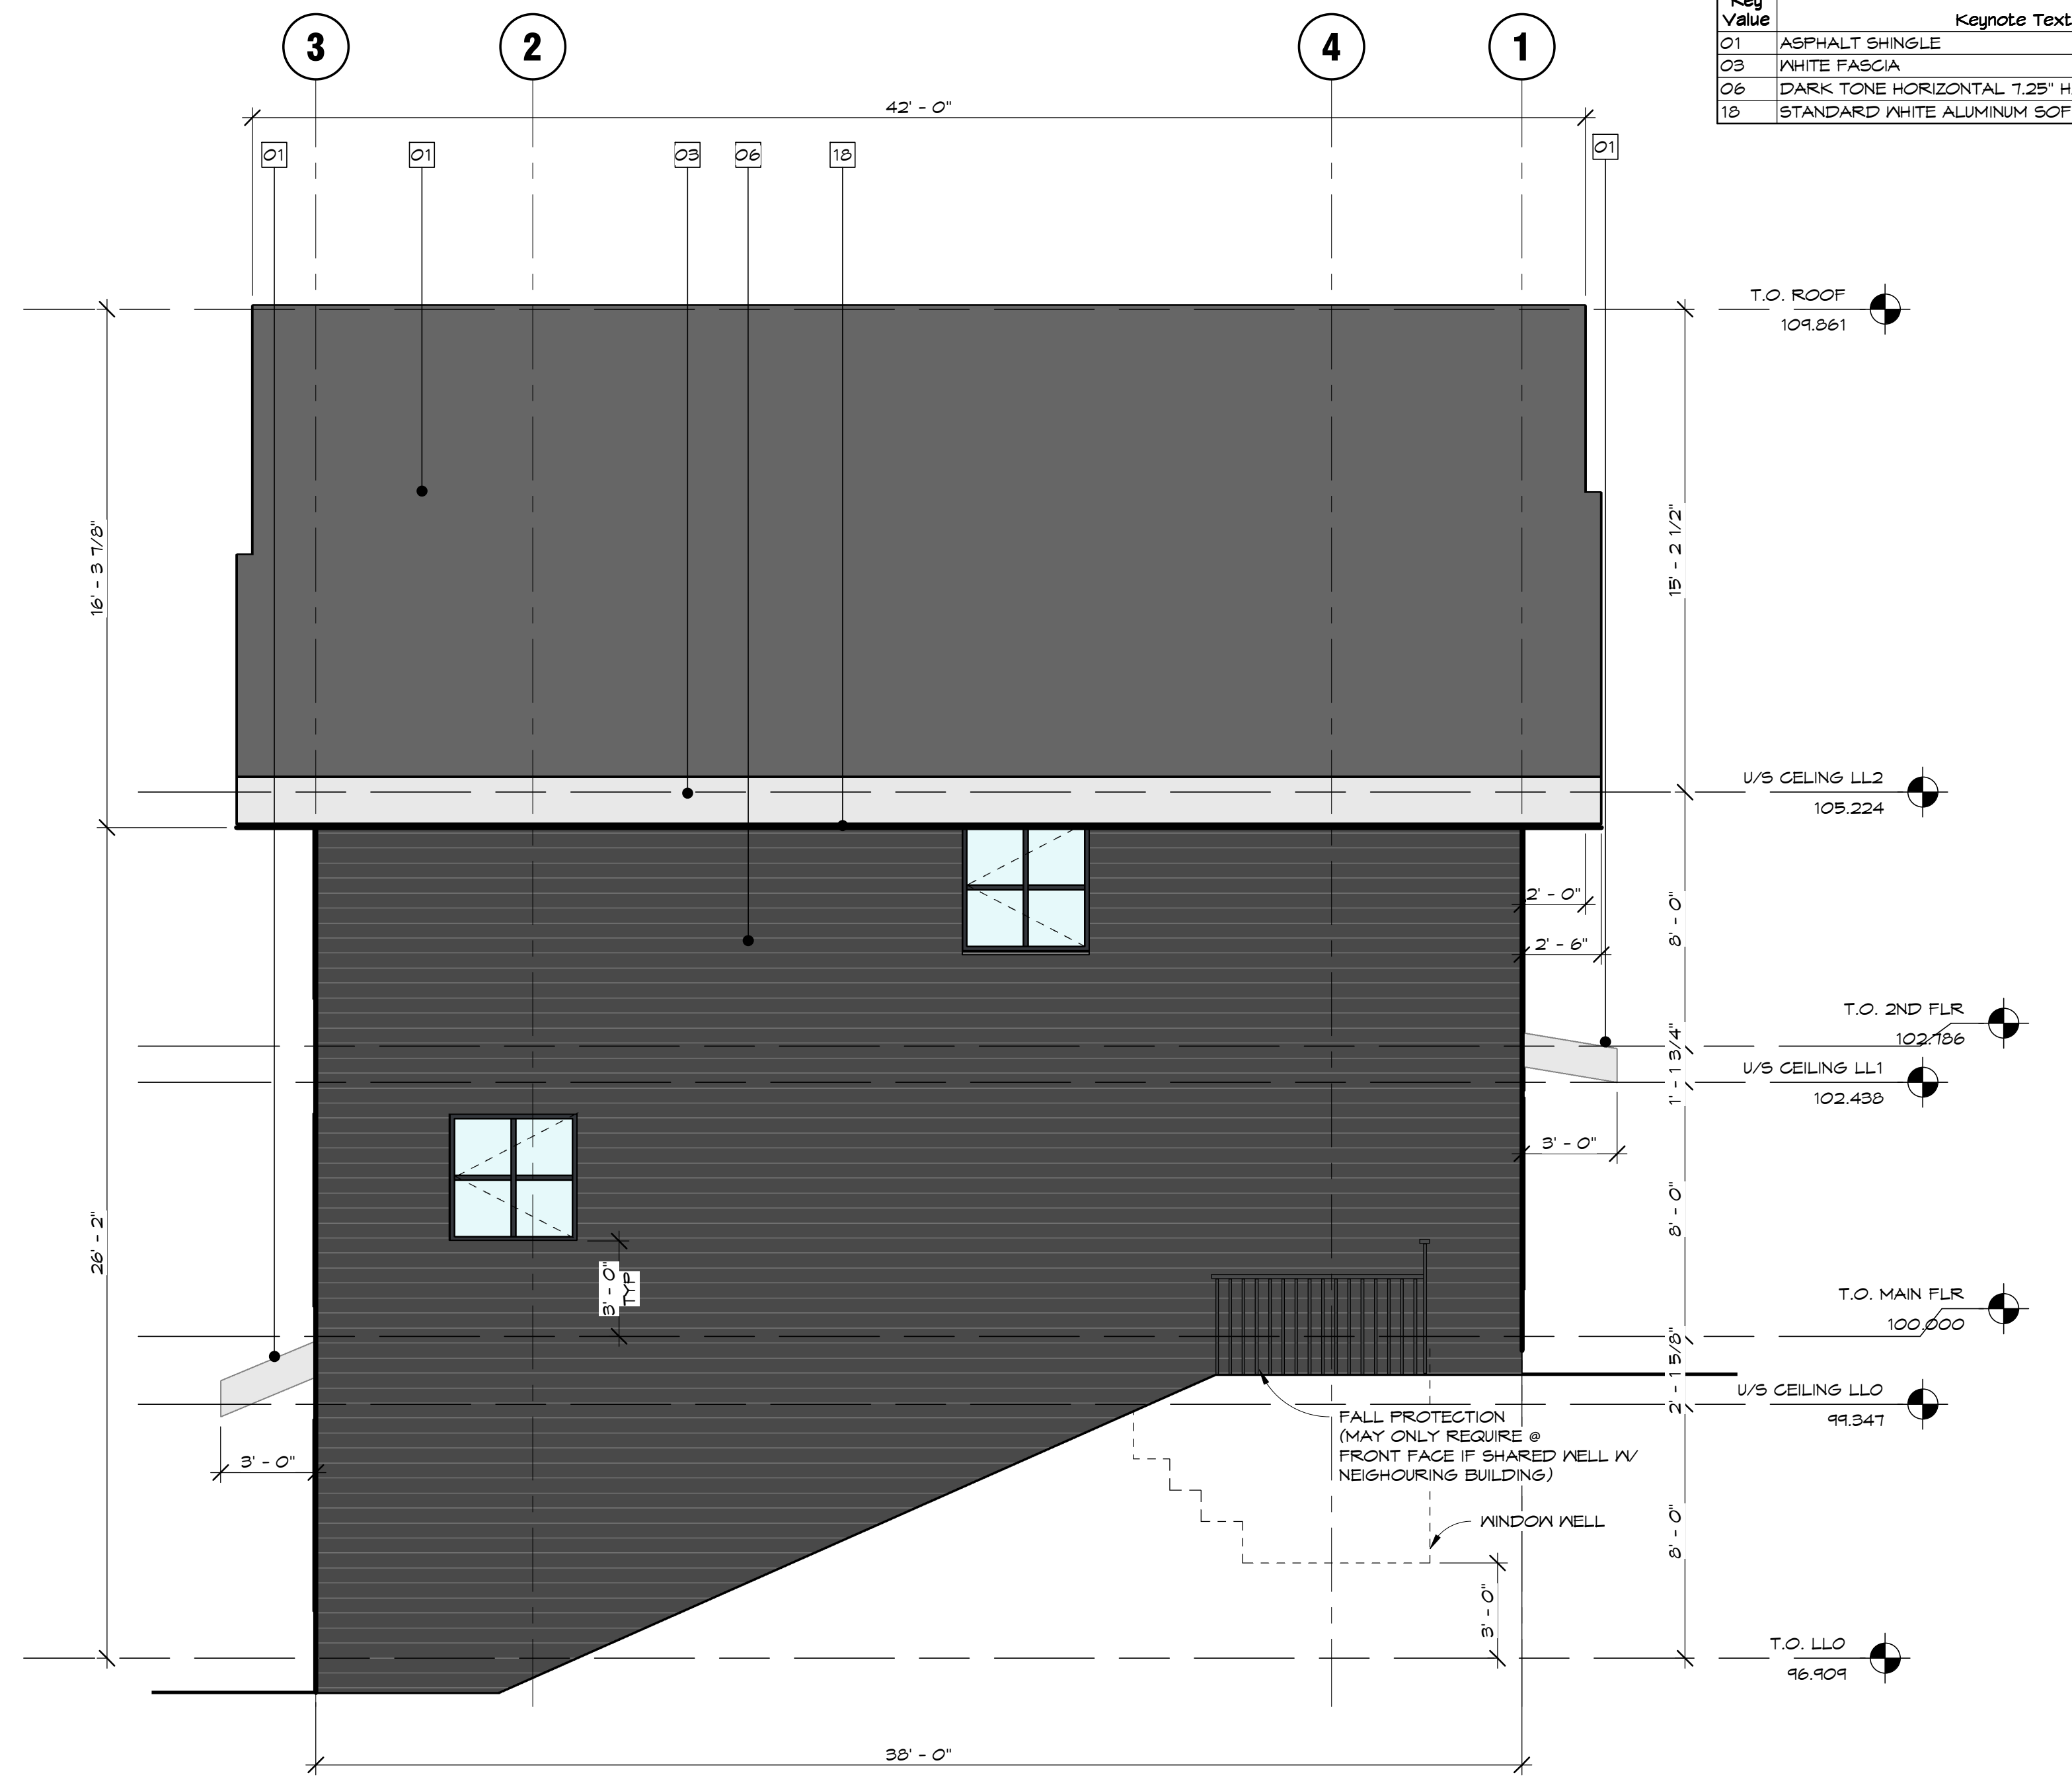 Key
Value Keynote Text
01 ASPHALT SHINGLE
03 WHITE FASCIA
06 DARK TONE HORIZONTAL 7.25" H
18 STANDARD WHITE ALUMINUM SOF
3 2 4 1
42' - 0"
01 01 03 06 18 01
T.O. ROOF
109.861
16' - 3 7/8"
15' - 2 1/2"
U/S CELING LL2
105.224
2' - 0"
8' - 0"
2' - 6"
T.O. 2ND FLR
102.786
1' - 1 3/4"
U/S CEILING LL1
102.438
3' - 0"
8' - 0"
26' - 2"
3' - 0"
TYP
T.O. MAIN FLR
100.000
2' - 1 5/8"
U/S CEILING LL0
99.347
FALL PROTECTION
(MAY ONLY REQUIRE @
FRONT FACE IF SHARED WELL W/
NEIGHOURING BUILDING)
3' - 0"
WINDOW WELL
8' - 0"
3' - 0"
T.O. LL0
96.909
38' - 0"